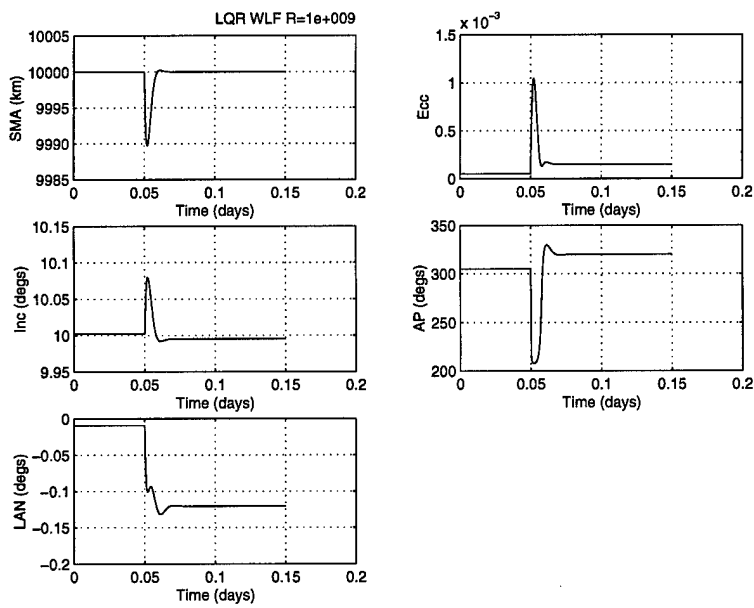 LQR WLF R=1e+009
10005
10000
9995
9990
9985
SMA (km)
0 0.05 0.1 0.15 0.2
Time (days)
x 10⁻³
1.5
1
0.5
0
Ecc
0 0.05 0.1 0.15 0.2
Time (days)
10.15
10.1
10.05
10
9.95
Inc (degs)
0 0.05 0.1 0.15 0.2
Time (days)
350
300
250
200
AP (degs)
0 0.05 0.1 0.15 0.2
Time (days)
0
−0.05
−0.1
−0.15
−0.2
LAN (degs)
0 0.05 0.1 0.15 0.2
Time (days)